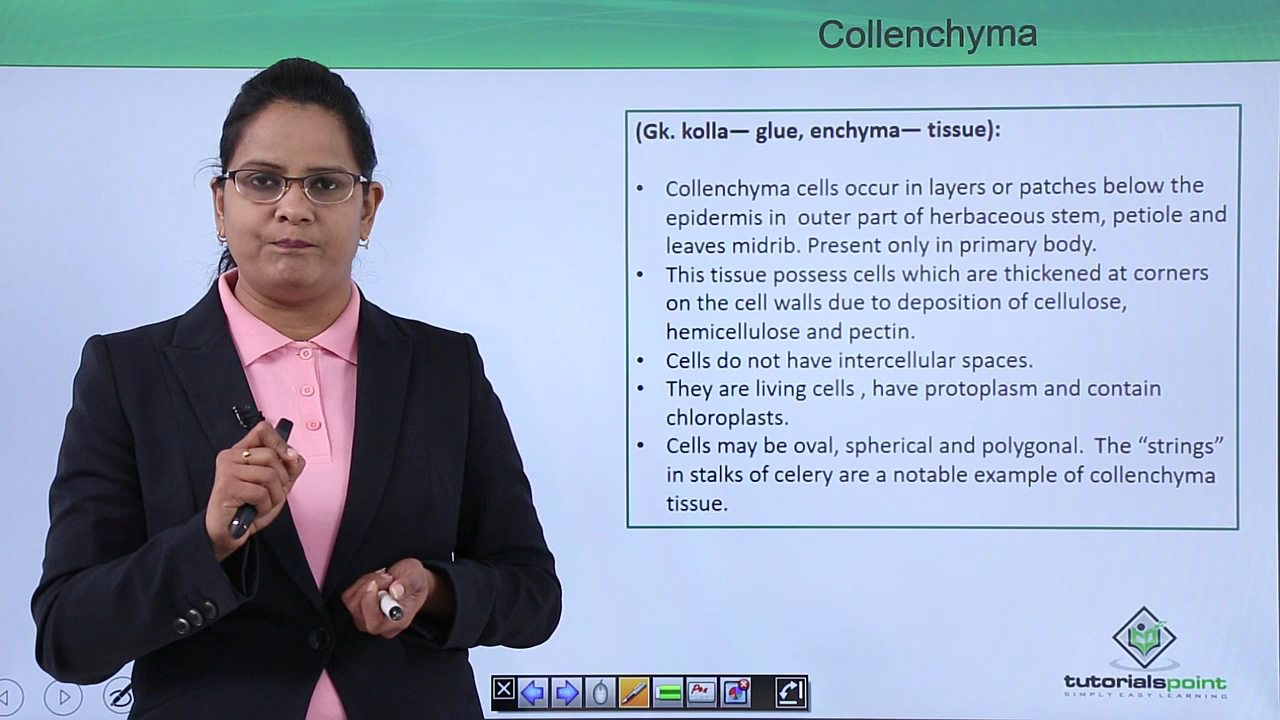 Collenchyma
(Gk. kolla— glue, enchyma— tissue):
• Collenchyma cells occur in layers or patches below the
epidermis in outer part of herbaceous stem, petiole and
leaves midrib. Present only in primary body.
• This tissue possess cells which are thickened at corners
on the cell walls due to deposition of cellulose,
hemicellulose and pectin.
• Cells do not have intercellular spaces.
• They are living cells , have protoplasm and contain
chloroplasts.
• Cells may be oval, spherical and polygonal. The “strings”
in stalks of celery are a notable example of collenchyma
tissue.
tutorialspoint
SIMPLY EASY LEARNING